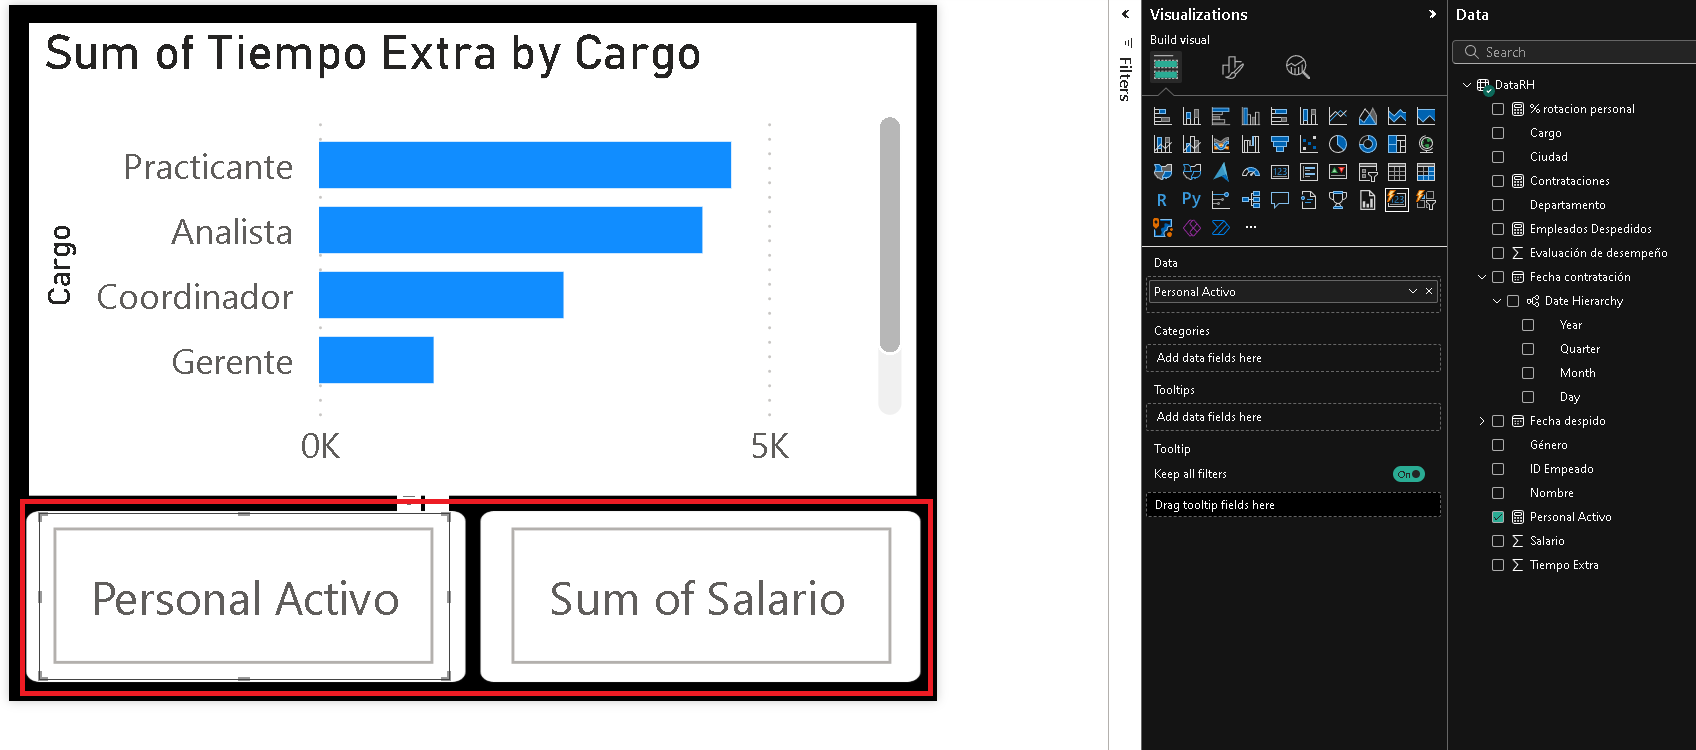 Sum of Tiempo Extra by Cargo
Cargo
Practicante
Analista
Coordinador
Gerente
0K
5K
Personal Activo
Sum of Salario
Filters
Visualizations
Build visual
123
R
Py
123
Data
Personal Activo
Categories
Add data fields here
Tooltips
Add data fields here
Tooltip
Keep all filters
On
Drag tooltip fields here
Data
Search
DataRH
% rotacion personal
Cargo
Ciudad
Contrataciones
Departamento
Empleados Despedidos
Evaluación de desempeño
Fecha contratación
Date Hierarchy
Year
Quarter
Month
Day
Fecha despido
Género
ID Empeado
Nombre
Personal Activo
Salario
Tiempo Extra